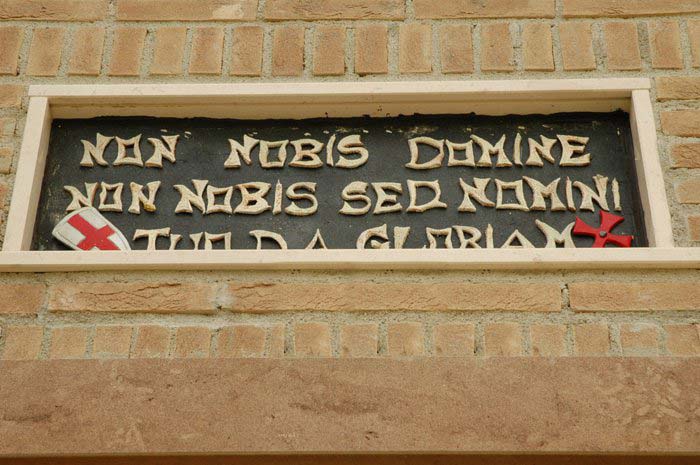 NON NOBIS DOMINE
NON NOBIS SED NOMINI
TUO DA GLORIAM